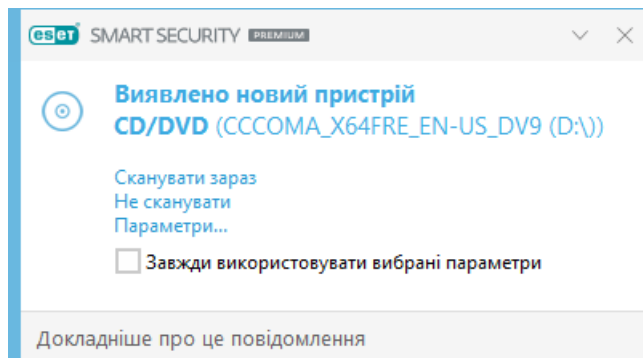 eset SMART SECURITY PREMIUM
Виявлено новий пристрій
CD/DVD (CCCOMA_X64FRE_EN-US_DV9 (D:\))
Сканувати зараз
Не сканувати
Параметри...
Завжди використовувати вибрані параметри
Докладніше про це повідомлення